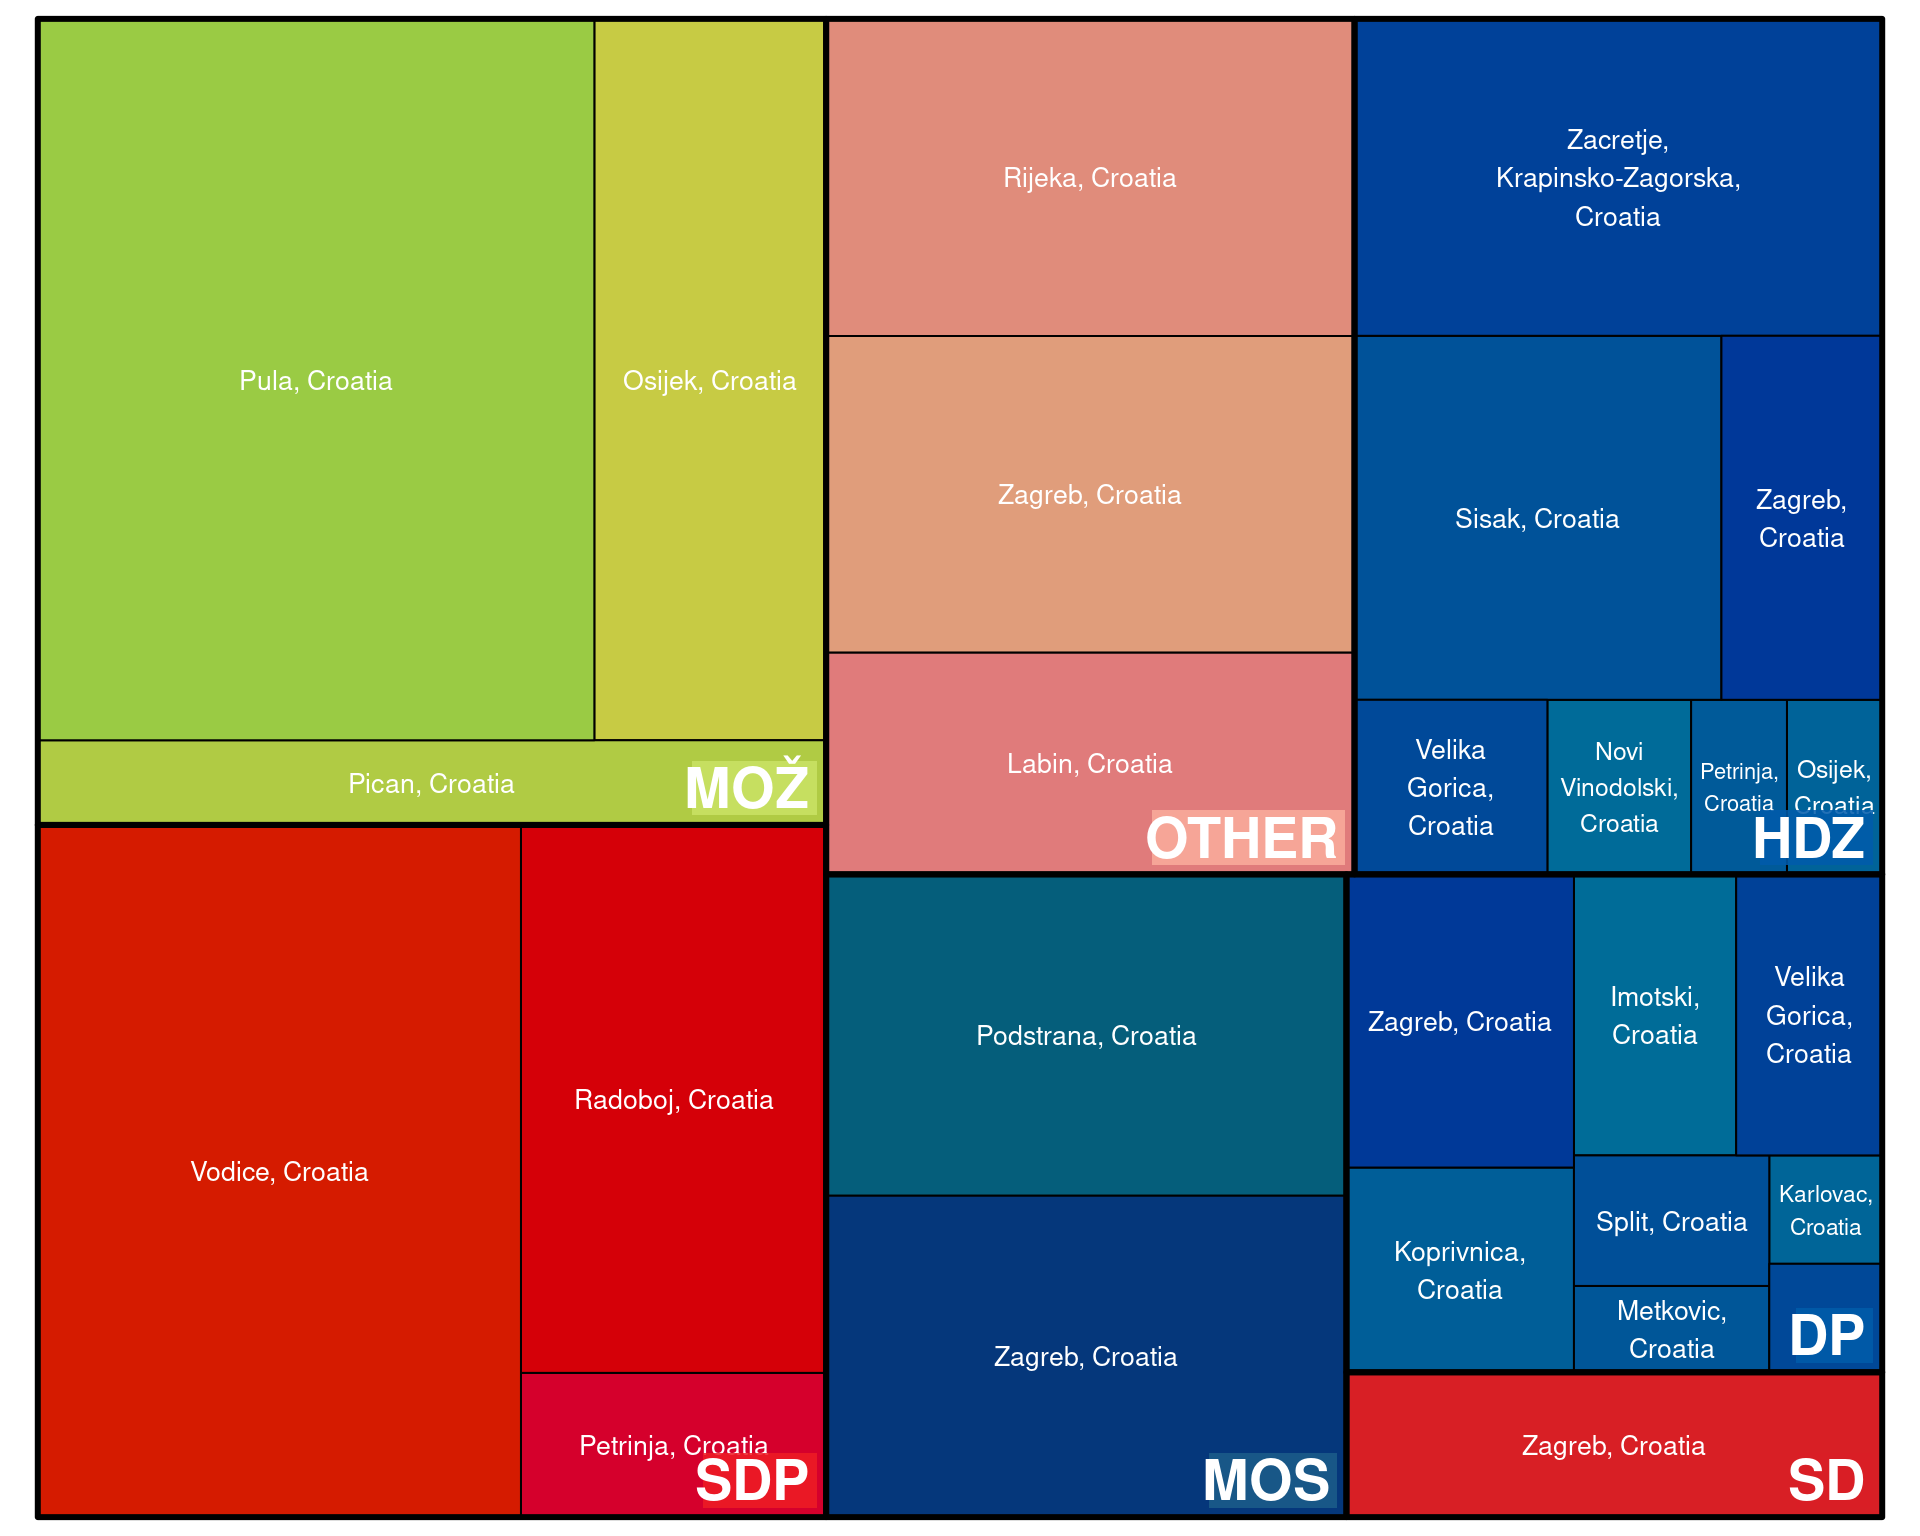 Pula, Croatia
Osijek, Croatia
Pican, Croatia
MOŽ
Rijeka, Croatia
Zagreb, Croatia
Labin, Croatia
OTHER
Zacretje,
Krapinsko-Zagorska,
Croatia
Sisak, Croatia
Zagreb,
Croatia
Velika
Gorica,
Croatia
Novi
Vinodolski,
Croatia
Petrinja,
Croatia
Osijek,
Croatia
HDZ
Vodice, Croatia
Radoboj, Croatia
Petrinja, Croatia
SDP
Podstrana, Croatia
Zagreb, Croatia
MOS
Zagreb, Croatia
Imotski,
Croatia
Velika
Gorica,
Croatia
Koprivnica,
Croatia
Split, Croatia
Karlovac,
Croatia
Metkovic,
Croatia
DP
Zagreb, Croatia
SD